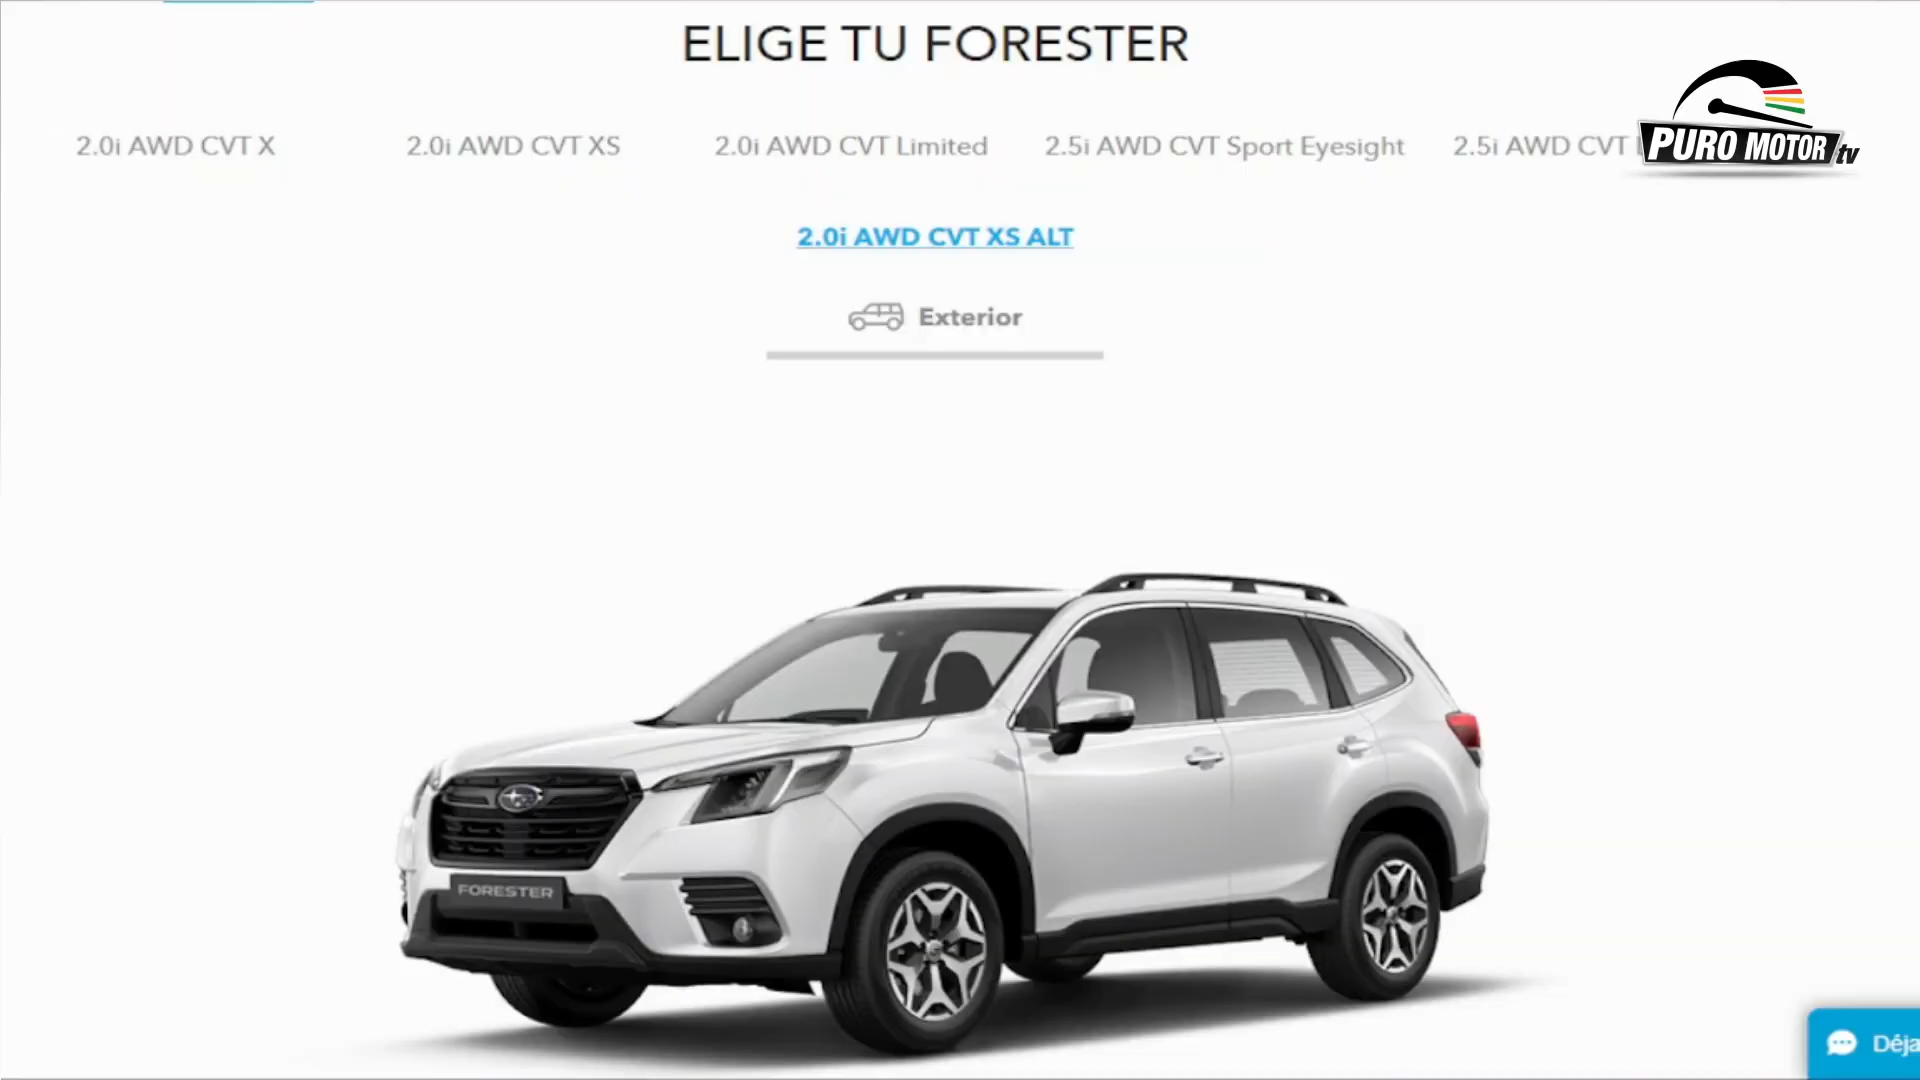 ELIGE TU FORESTER
2.0i AWD CVT X
2.0i AWD CVT XS
2.0i AWD CVT Limited
2.5i AWD CVT Sport Eyesight
2.5i AWD CVT
PURO MOTOR tv
2.0i AWD CVT XS ALT
Exterior
FORESTER
Déja